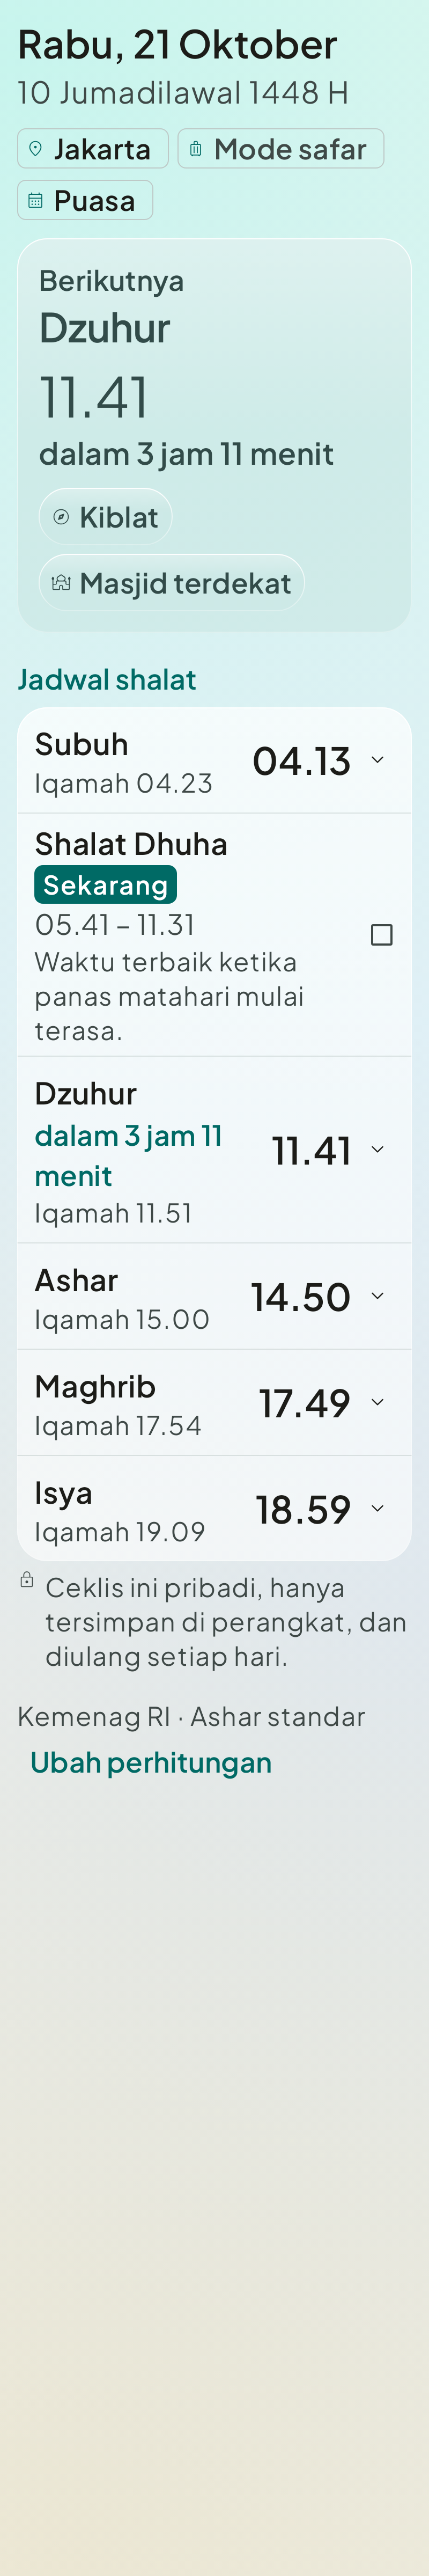 Rabu, 21 Oktober
10 Jumadilawal 1448 H
Jakarta
Mode safar
Puasa
Berikutnya
Dzuhur
11.41
dalam 3 jam 11 menit
Kiblat
Masjid terdekat
Jadwal shalat
Subuh
Iqamah 04.23
04.13
Shalat Dhuha
Sekarang
05.41 – 11.31
Waktu terbaik ketika
panas matahari mulai
terasa.
Dzuhur
dalam 3 jam 11
menit
Iqamah 11.51
11.41
Ashar
Iqamah 15.00
14.50
Maghrib
Iqamah 17.54
17.49
Isya
Iqamah 19.09
18.59
Ceklis ini pribadi, hanya
tersimpan di perangkat, dan
diulang setiap hari.
Kemenag RI · Ashar standar
Ubah perhitungan